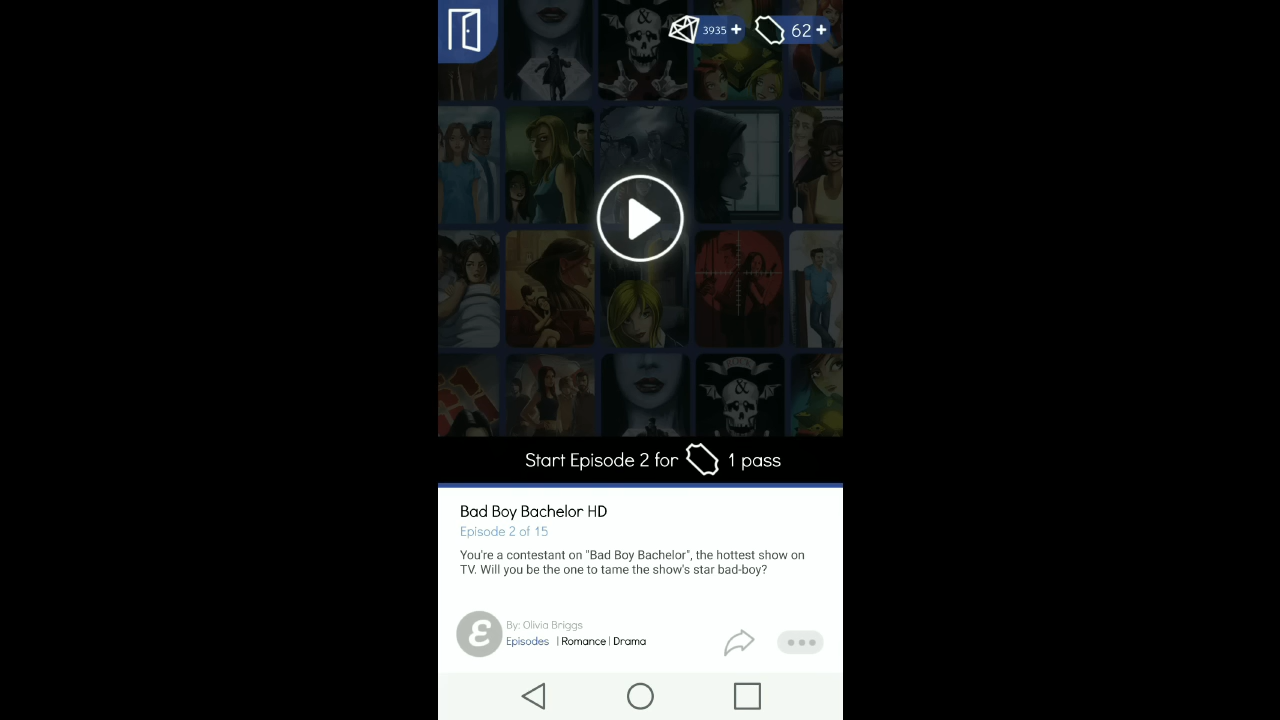 3935 +
62 +
&
&
Start Episode 2 for 1 pass
Bad Boy Bachelor HD
Episode 2 of 15
You're a contestant on "Bad Boy Bachelor", the hottest show on
TV. Will you be the one to tame the show's star bad-boy?
By: Olivia Briggs
Episodes | Romance | Drama